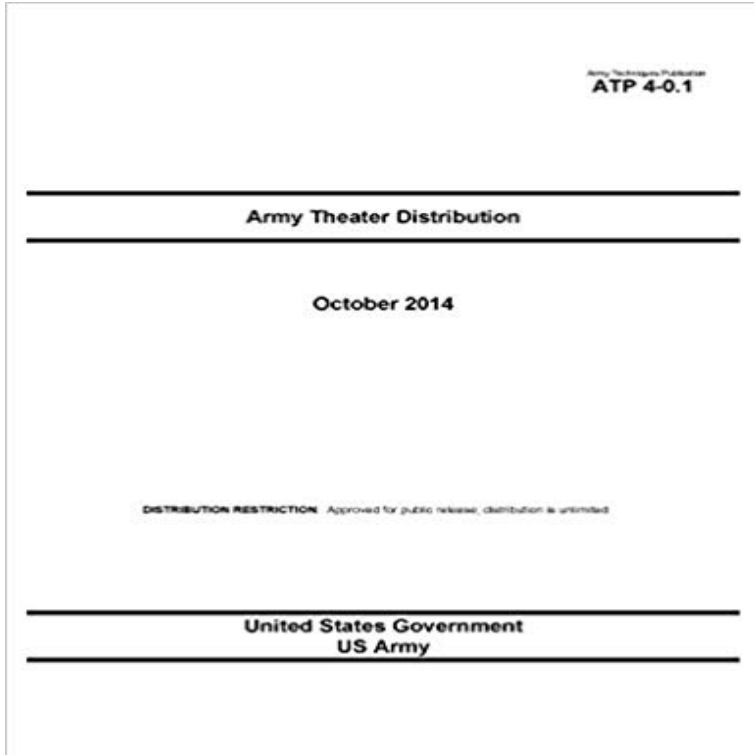 Army Techniques Publication
ATP 4-0.1
Army Theater Distribution
October 2014
DISTRIBUTION RESTRICTION: Approved for public release; distribution is unlimited.
United States Government
US Army